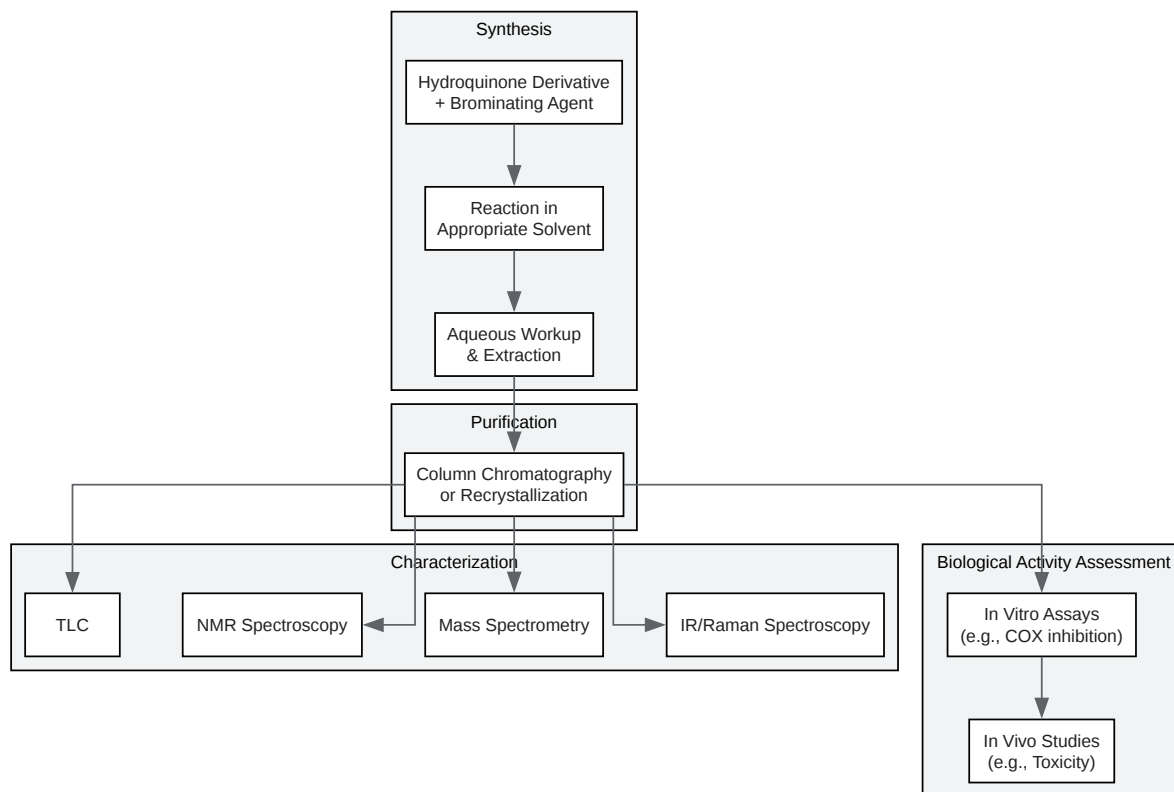 Synthesis
Hydroquinone Derivative
+ Brominating Agent
Reaction in
Appropriate Solvent
Aqueous Workup
& Extraction
Purification
Column Chromatography
or Recrystallization
Characterization
TLC
NMR Spectroscopy
Mass Spectrometry
IR/Raman Spectroscopy
Biological Activity Assessment
In Vitro Assays
(e.g., COX inhibition)
In Vivo Studies
(e.g., Toxicity)